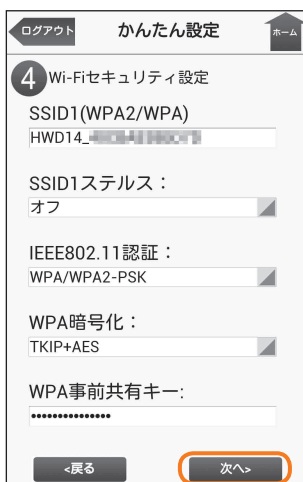 ログアウト かんたん設定 ホーム
4 Wi-Fiセキュリティ設定
SSID1(WPA2/WPA)
HWD14_
SSID1ステルス：
オフ
IEEE802.11認証：
WPA/WPA2-PSK
WPA暗号化：
TKIP+AES
WPA事前共有キー:
•••••••••••••••
<戻る 次へ>